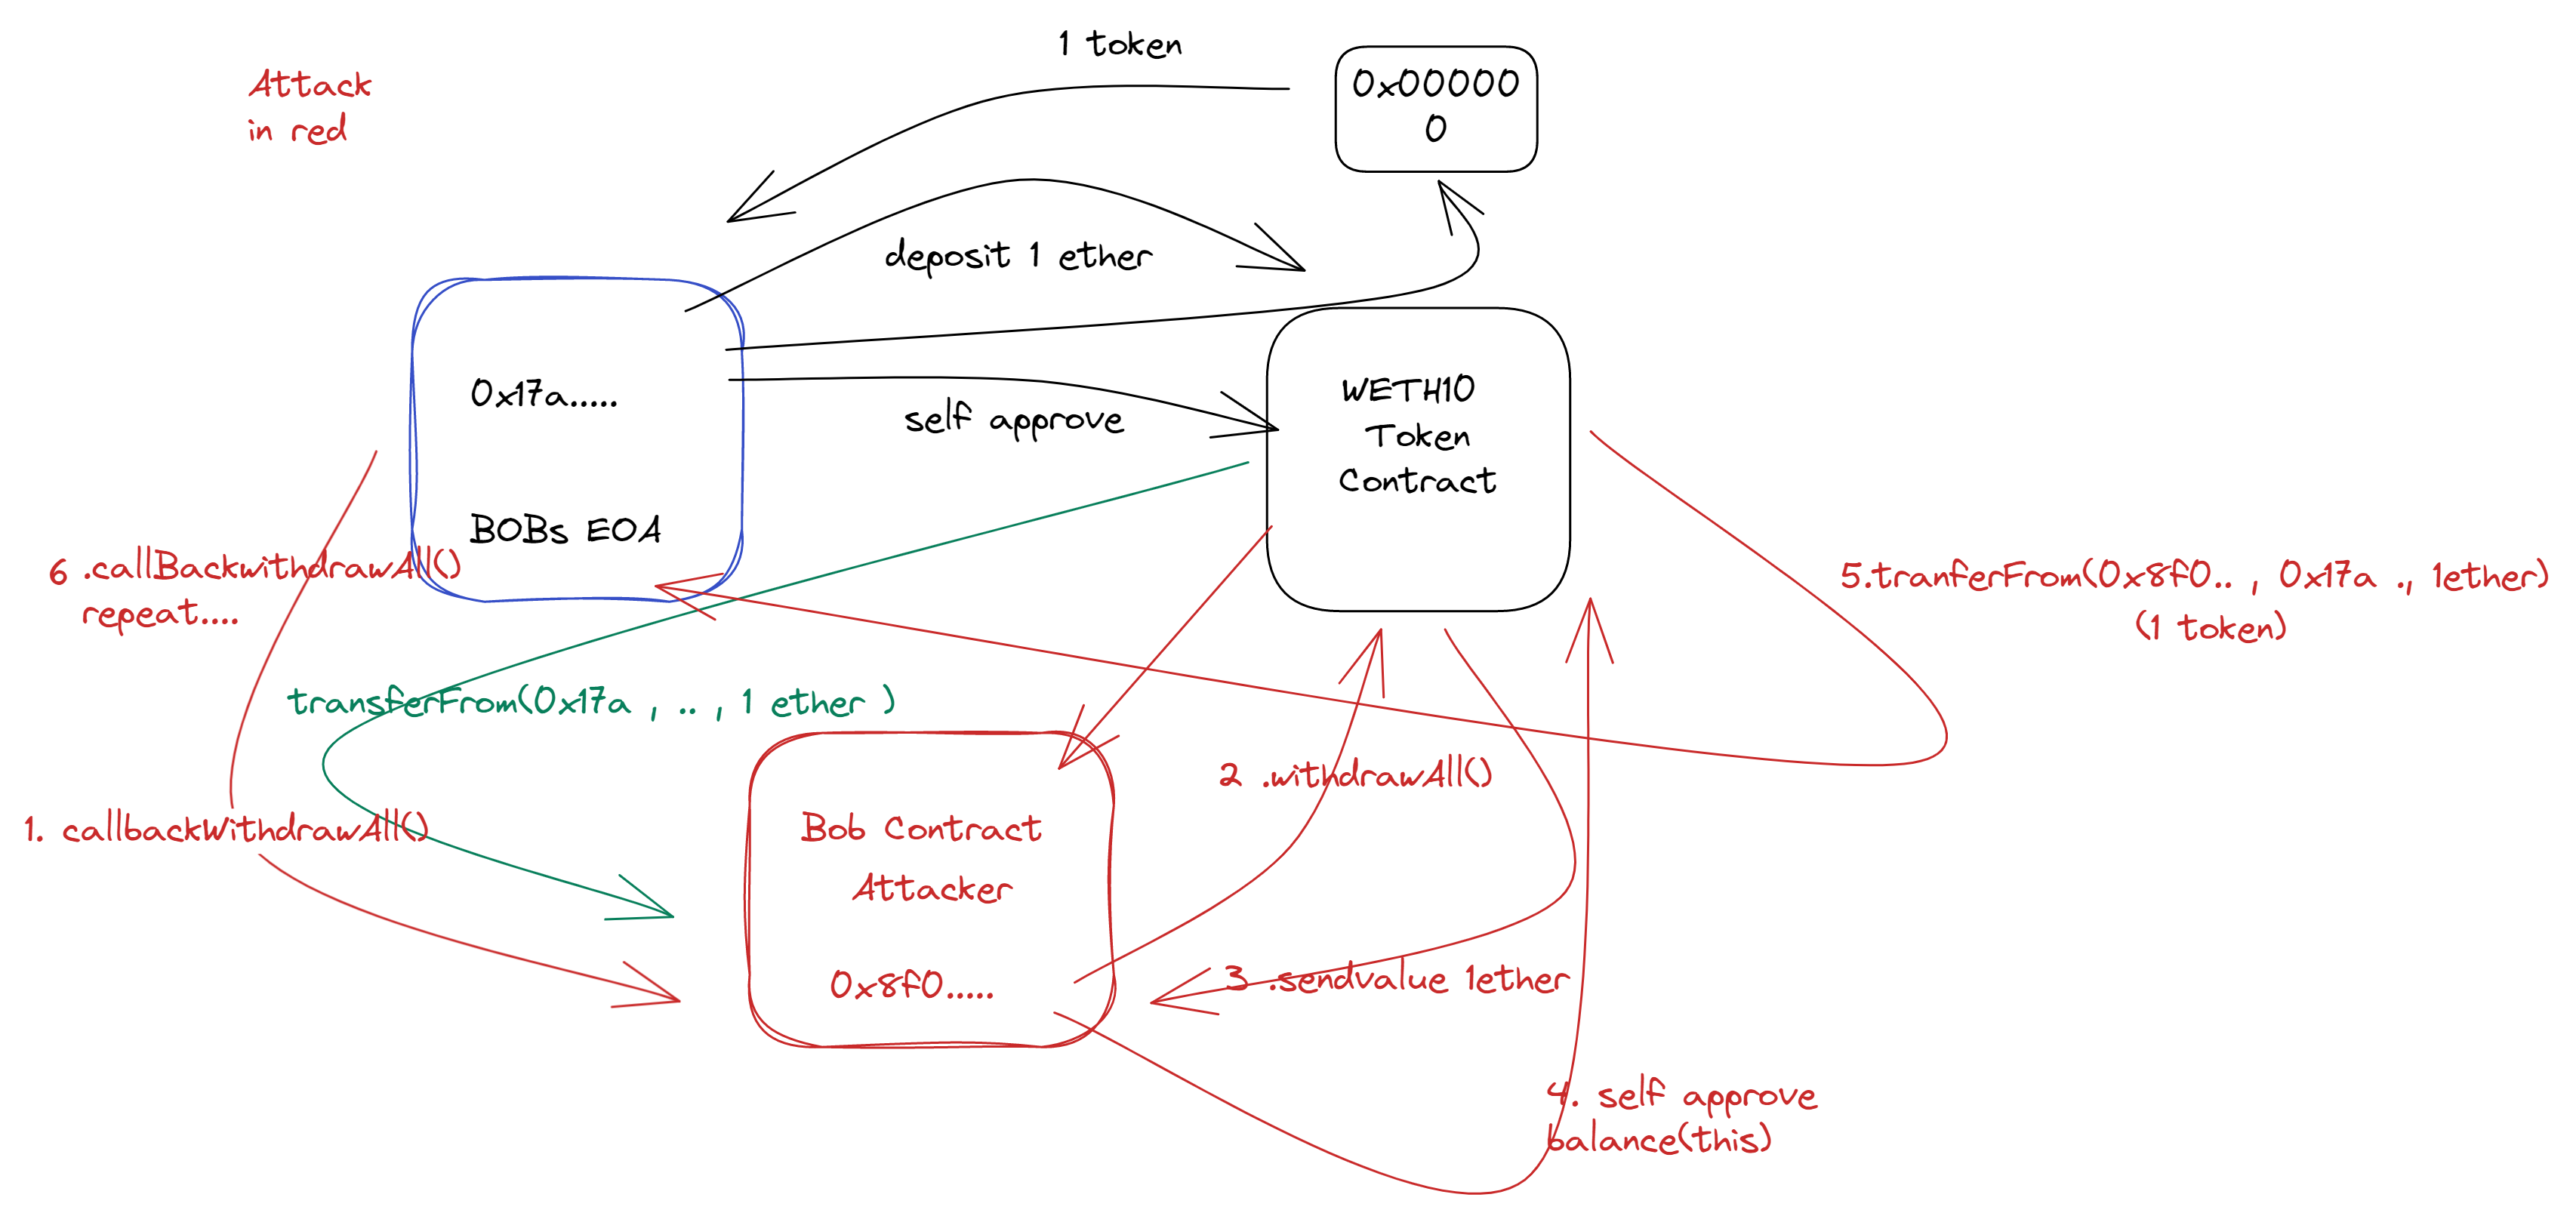 1 token
0x00000
0
Attack
in red
deposit 1 ether
0x17a.....
BOBs EOA
self approve
WETH10
Token
Contract
6 .callBackwithdrawAll()
repeat....
5.tranferFrom(0x8f0.. , 0x17a ., 1ether)
(1 token)
transferFrom(0x17a , .. , 1 ether )
2 .withdrawAll()
1. callbackWithdrawAll()
Bob Contract
Attacker
0x8f0.....
3 .sendvalue 1ether
4. self approve
balance(this)